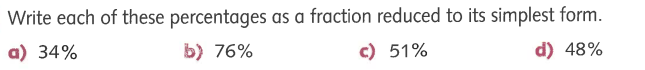 Write each of these percentages as a fraction reduced to its simplest form.
a) 34% b) 76% c) 51% d) 48%